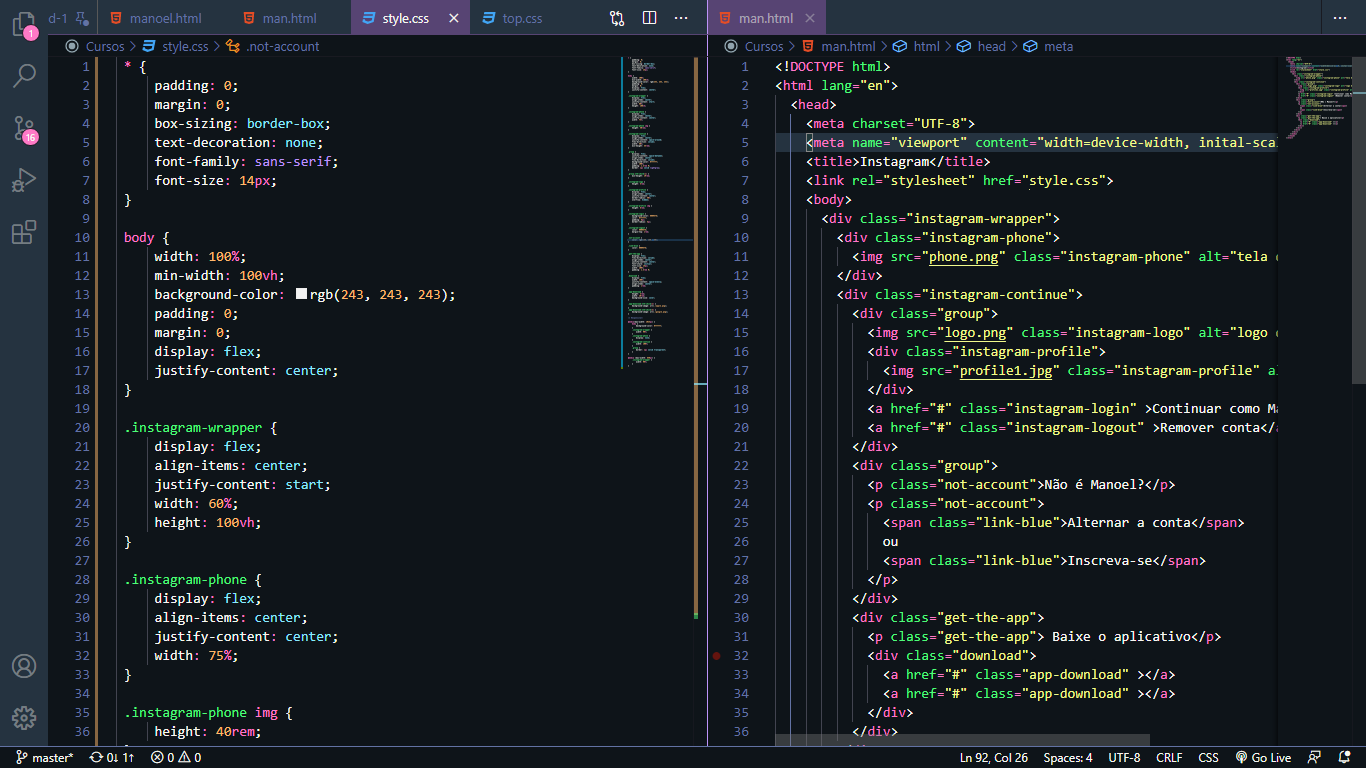 d-1
manoel.html
man.html
style.css
top.css
man.html
1
Cursos > style.css > .not-account
Cursos > man.html > html > head > meta
16
1 * {
2 padding: 0;
3 margin: 0;
4 box-sizing: border-box;
5 text-decoration: none;
6 font-family: sans-serif;
7 font-size: 14px;
8 }
9
10 body {
11 width: 100%;
12 min-width: 100vh;
13 background-color: rgb(243, 243, 243);
14 padding: 0;
15 margin: 0;
16 display: flex;
17 justify-content: center;
18 }
19
20 .instagram-wrapper {
21 display: flex;
22 align-items: center;
23 justify-content: start;
24 width: 60%;
25 height: 100vh;
26 }
27
28 .instagram-phone {
29 display: flex;
30 align-items: center;
31 justify-content: center;
32 width: 75%;
33 }
34
35 .instagram-phone img {
36 height: 40rem;
1 <!DOCTYPE html>
2 <html lang="en">
3 <head>
4 <meta charset="UTF-8">
5 <meta name="viewport" content="width=device-width, inital-scal
6 <title>Instagram</title>
7 <link rel="stylesheet" href="style.css">
8 <body>
9 <div class="instagram-wrapper">
10 <div class="instagram-phone">
11 <img src="phone.png" class="instagram-phone" alt="tela
12 </div>
13 <div class="instagram-continue">
14 <div class="group">
15 <img src="logo.png" class="instagram-logo" alt="logo
16 <div class="instagram-profile">
17 <img src="profile1.jpg" class="instagram-profile" al
18 </div>
19 <a href="#" class="instagram-login" >Continuar como Ma
20 <a href="#" class="instagram-logout" >Remover conta</a
21 </div>
22 <div class="group">
23 <p class="not-account">Não é Manoel?</p>
24 <p class="not-account">
25 <span class="link-blue">Alternar a conta</span>
26 ou
27 <span class="link-blue">Inscreva-se</span>
28 </p>
29 </div>
30 <div class="get-the-app">
31 <p class="get-the-app"> Baixe o aplicativo</p>
32 <div class="download">
33 <a href="#" class="app-download" ></a>
34 <a href="#" class="app-download" ></a>
35 </div>
36 </div>
master* 0↓ 1↑ 0 0
Ln 92, Col 26 Spaces: 4 UTF-8 CRLF CSS Go Live